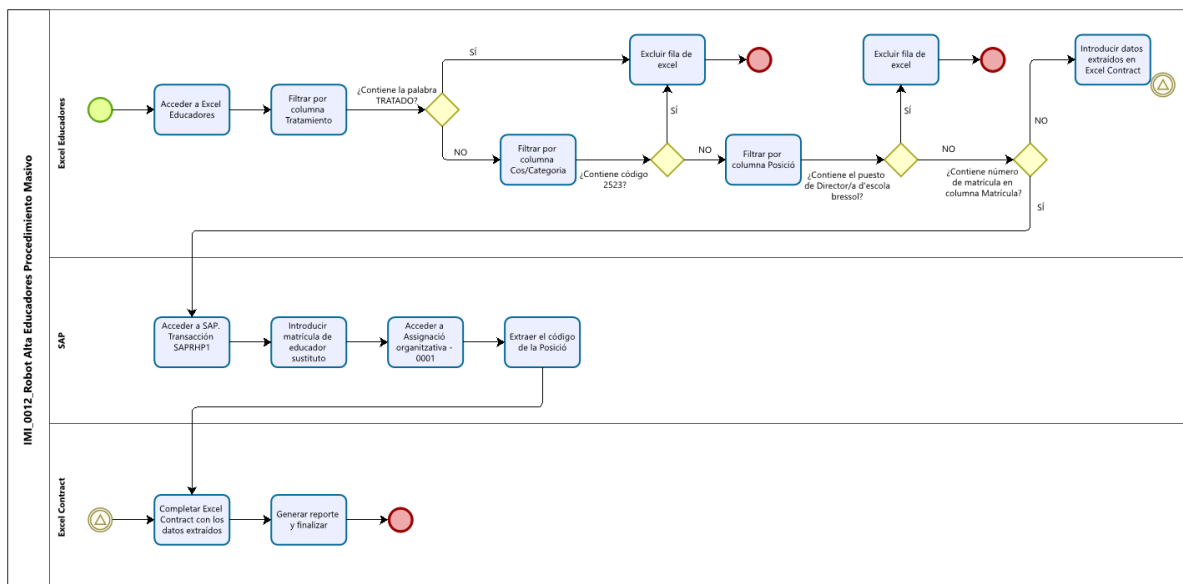 IMI_0012_Robot Alta Educadores Procedimiento Masivo
Excel Educadores
Acceder a Excel
Educadores
Filtrar por
columna
Tratamiento
¿Contiene la palabra
TRATADO?
SÍ
NO
Excluir fila de
excel
Filtrar por
columna
Cos/Categoria
¿Contiene código
2523?
SÍ
NO
Filtrar por
columna Posició
¿Contiene el puesto
de Director/a d'escola
bressol?
Excluir fila de
excel
SÍ
NO
¿Contiene número
de matrícula en
columna Matrícula?
NO
SÍ
Introducir datos
extraídos en
Excel Contract
SAP
Acceder a SAP.
Transacción
SAPRHP1
Introducir
matrícula de
educador
sustituto
Acceder a
Assignació
organitzativa -
0001
Extraer el código
de la Posició
Excel Contract
Completar Excel
Contract con los
datos extraídos
Generar reporte
y finalizar